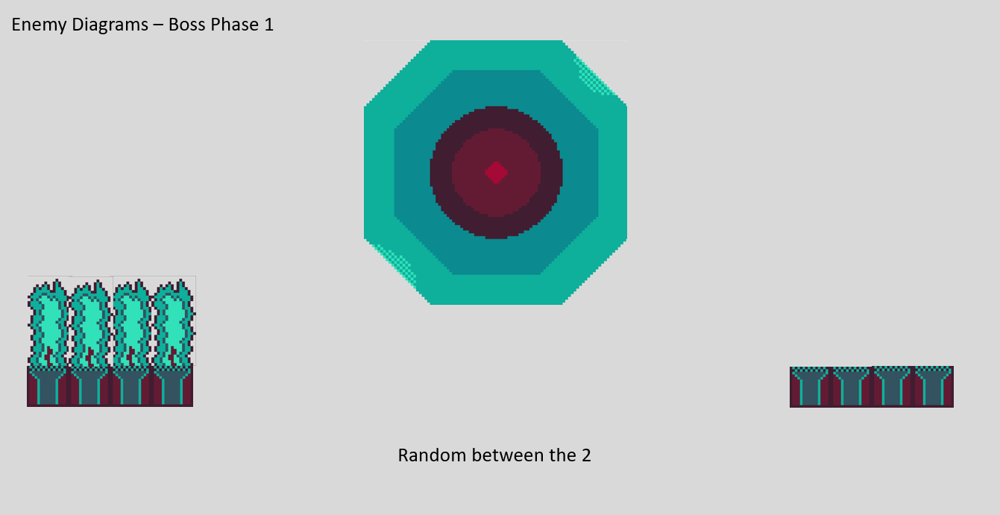 Enemy Diagrams – Boss Phase 1
Random between the 2